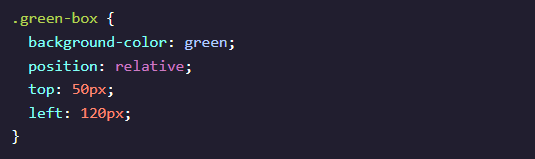 .green-box {
  background-color: green;
  position: relative;
  top: 50px;
  left: 120px;
}